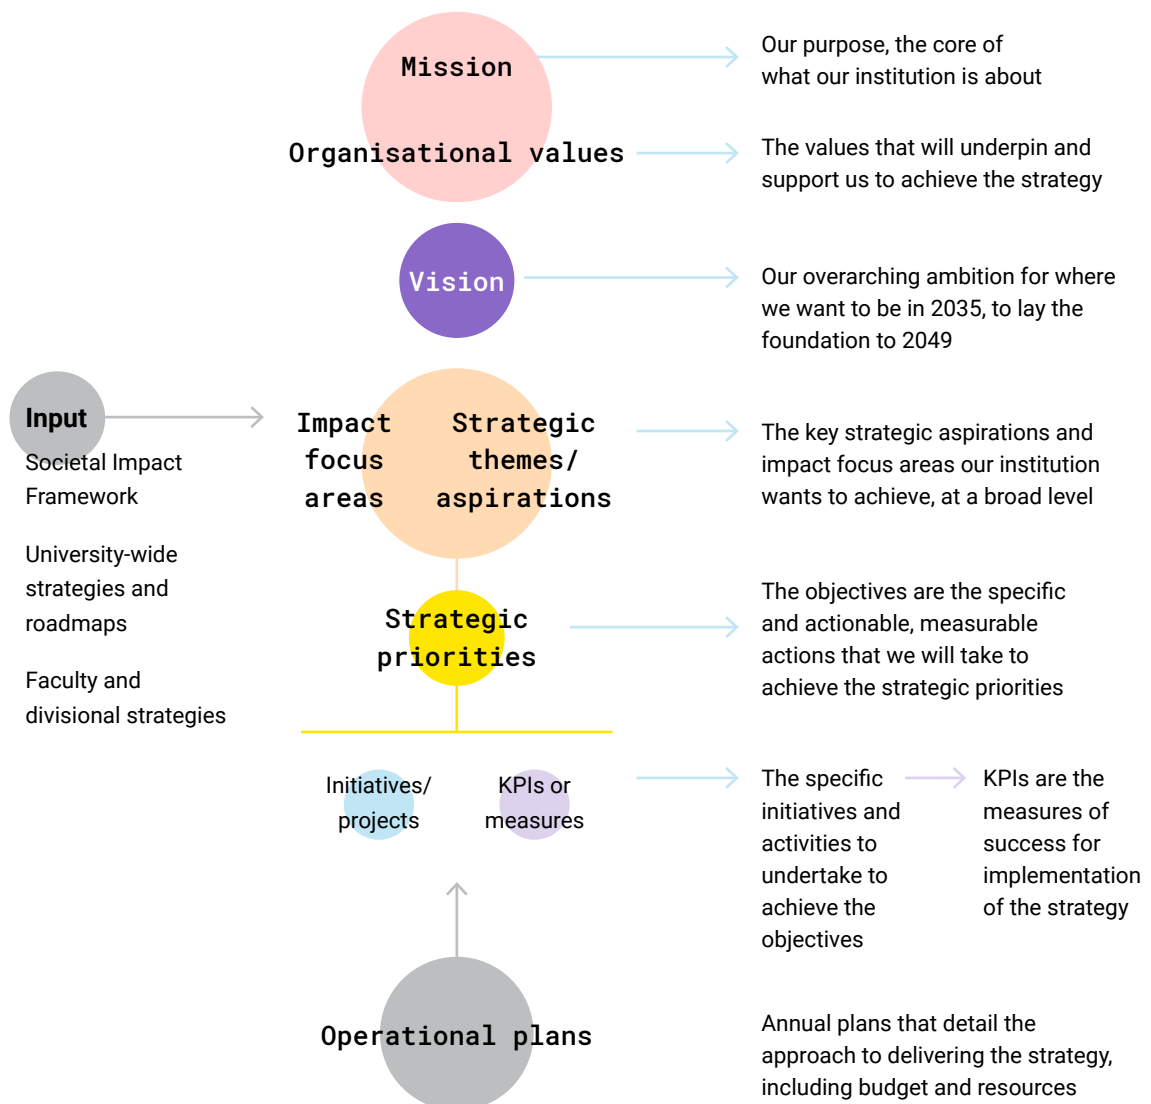 Mission
Our purpose, the core of
what our institution is about
Organisational values
The values that will underpin and
support us to achieve the strategy
Vision
Our overarching ambition for where
we want to be in 2035, to lay the
foundation to 2049
Input
Societal Impact
Framework
University-wide
strategies and
roadmaps
Faculty and
divisional strategies
Impact
focus
areas
Strategic
themes/
aspirations
The key strategic aspirations and
impact focus areas our institution
wants to achieve, at a broad level
Strategic
priorities
The objectives are the specific
and actionable, measurable
actions that we will take to
achieve the strategic priorities
Initiatives/
projects
KPIs or
measures
The specific
initiatives and
activities to
undertake to
achieve the
objectives
KPIs are the
measures of
success for
implementation
of the strategy
Operational plans
Annual plans that detail the
approach to delivering the strategy,
including budget and resources